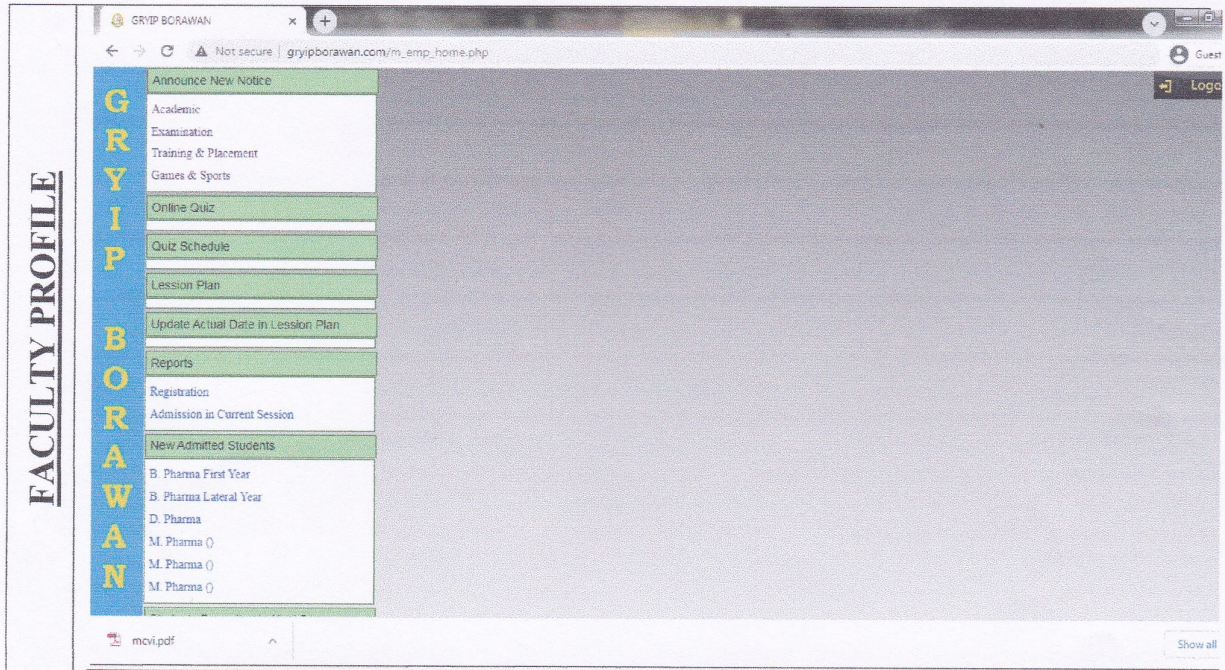 FACULTY PROFILE
GRYIP BORAWAN
Not secure | gryipborawan.com/m_emp_home.php
Guest
GRYIP BORAWAN
Logo
Announce New Notice
Academic
Examination
Training & Placement
Games & Sports
Online Quiz
Quiz Schedule
Lession Plan
Update Actual Date in Lession Plan
Reports
Registration
Admission in Current Session
New Admitted Students
B. Pharma First Year
B. Pharma Lateral Year
D. Pharma
M. Pharma ()
M. Pharma ()
M. Pharma ()
mcvi.pdf
Show all